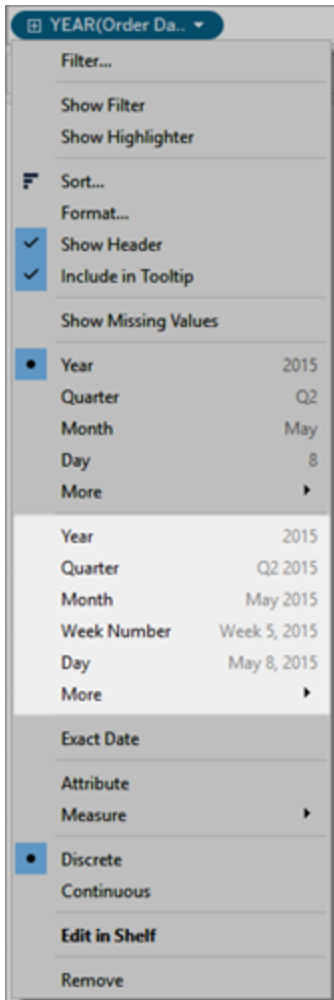 YEAR(Order Da..
Filter...
Show Filter
Show Highlighter
Sort...
Format...
Show Header
Include in Tooltip
Show Missing Values
Year 2015
Quarter Q2
Month May
Day 8
More
Year 2015
Quarter Q2 2015
Month May 2015
Week Number Week 5, 2015
Day May 8, 2015
More
Exact Date
Attribute
Measure
Discrete
Continuous
Edit in Shelf
Remove